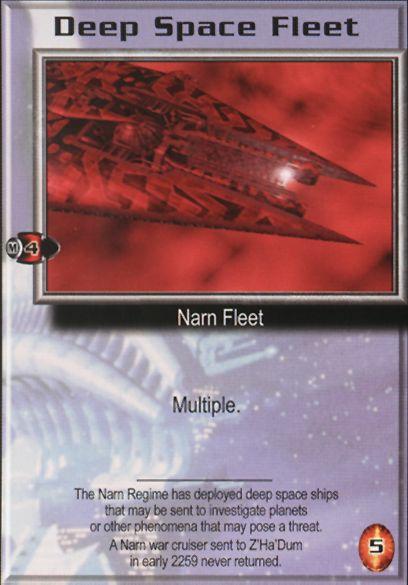 Deep Space Fleet
M 4
Narn Fleet
Multiple.
The Narn Regime has deployed deep space ships
that may be sent to investigate planets
or other phenomena that may pose a threat.
A Narn war cruiser sent to Z'Ha'Dum
in early 2259 never returned.
5